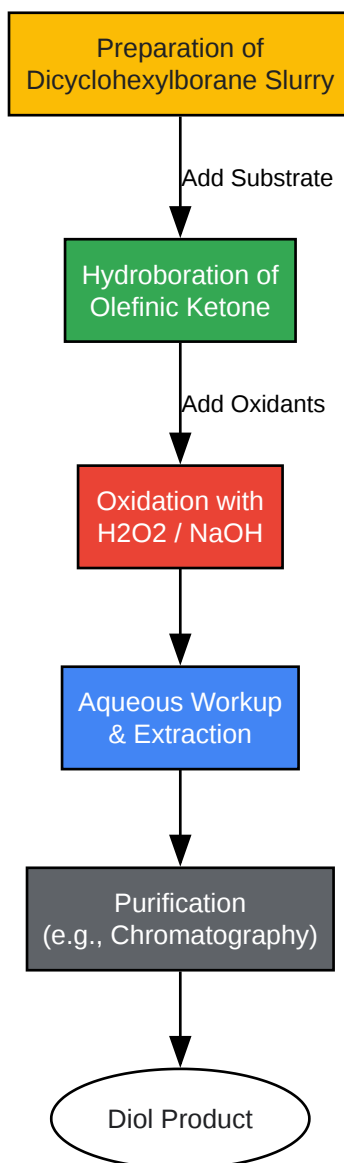 Preparation of
Dicyclohexylborane Slurry
Add Substrate
Hydroboration of
Olefinic Ketone
Add Oxidants
Oxidation with
H2O2 / NaOH
Aqueous Workup
& Extraction
Purification
(e.g., Chromatography)
Diol Product